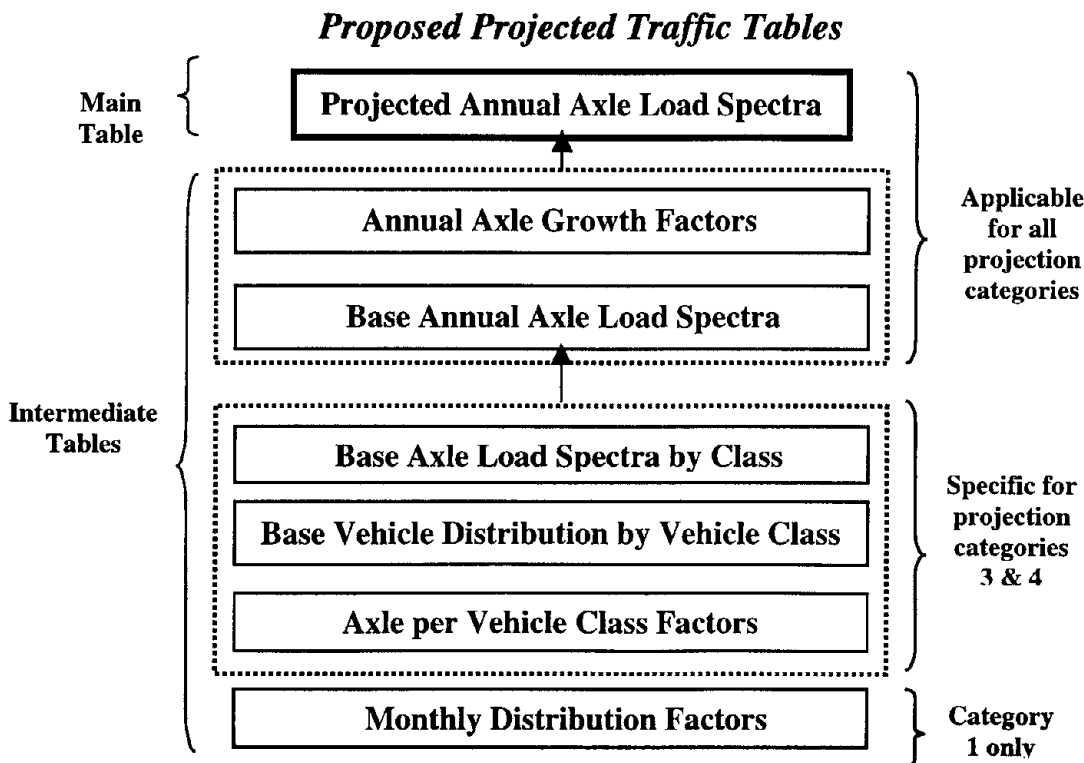 Proposed Projected Traffic Tables
Main
Table
Projected Annual Axle Load Spectra
Annual Axle Growth Factors
Base Annual Axle Load Spectra
Applicable
for all
projection
categories
Intermediate
Tables
Base Axle Load Spectra by Class
Base Vehicle Distribution by Vehicle Class
Axle per Vehicle Class Factors
Specific for
projection
categories
3 & 4
Monthly Distribution Factors
Category
1 only